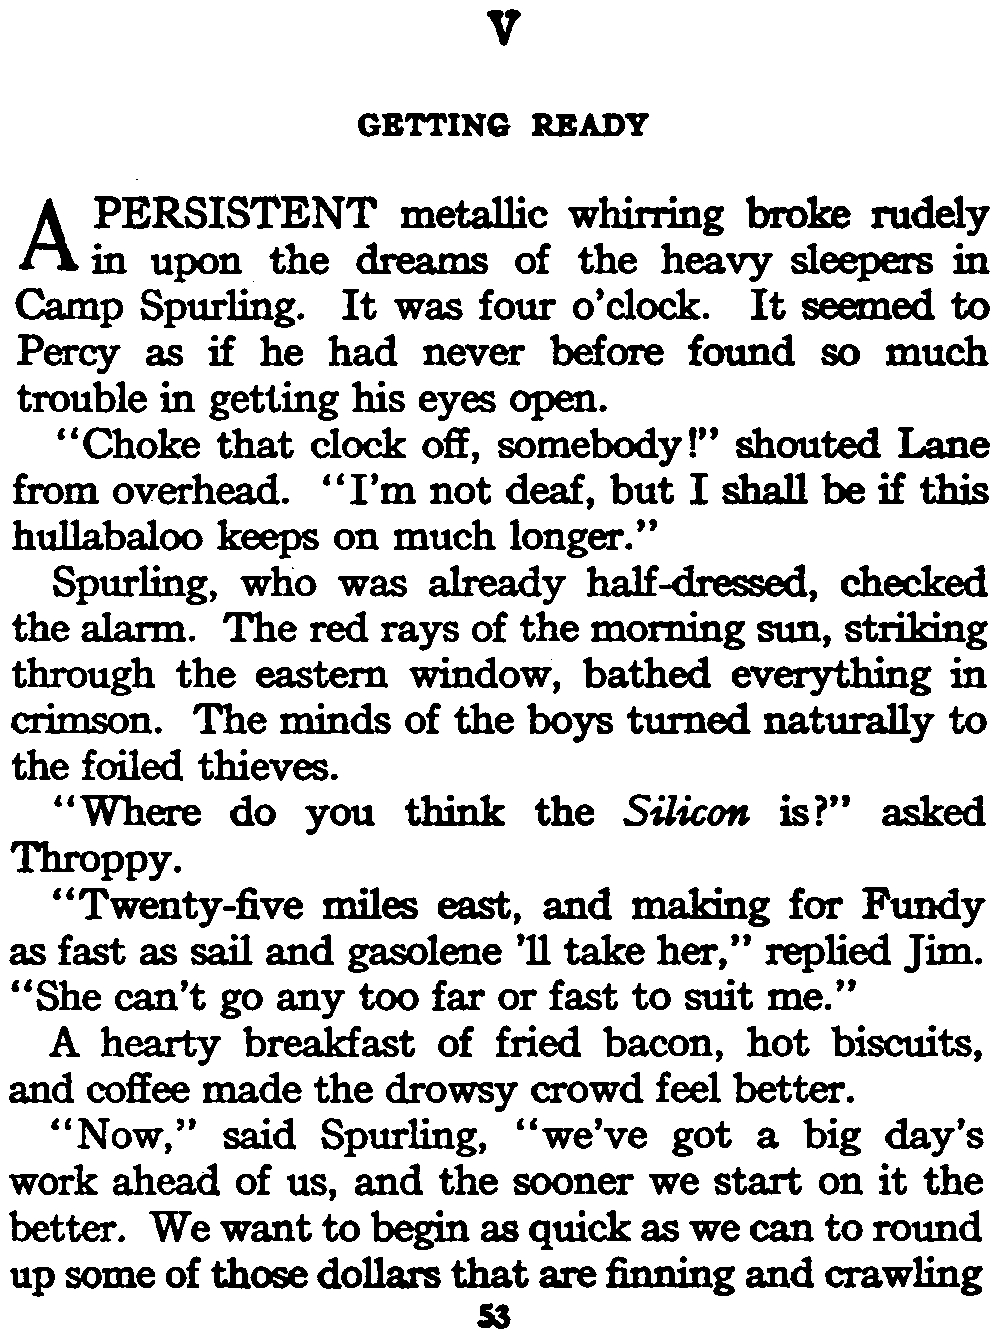 V
GETTING READY
A PERSISTENT metallic whirring broke rudely
in upon the dreams of the heavy sleepers in
Camp Spurling. It was four o'clock. It seemed to
Percy as if he had never before found so much
trouble in getting his eyes open.
"Choke that clock off, somebody!" shouted Lane
from overhead. "I'm not deaf, but I shall be if this
hullabaloo keeps on much longer."
Spurling, who was already half-dressed, checked
the alarm. The red rays of the morning sun, striking
through the eastern window, bathed everything in
crimson. The minds of the boys turned naturally to
the foiled thieves.
"Where do you think the Silicon is?" asked
Throppy.
"Twenty-five miles east, and making for Fundy
as fast as sail and gasolene 'll take her," replied Jim.
"She can't go any too far or fast to suit me."
A hearty breakfast of fried bacon, hot biscuits,
and coffee made the drowsy crowd feel better.
"Now," said Spurling, "we've got a big day's
work ahead of us, and the sooner we start on it the
better. We want to begin as quick as we can to round
up some of those dollars that are finning and crawling
53